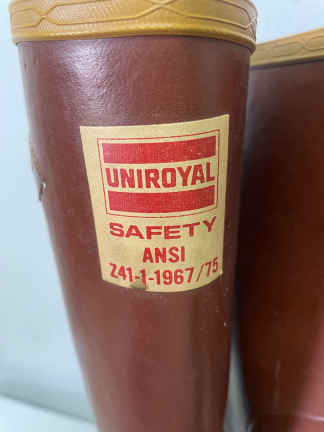 UNIROYAL
SAFETY
ANSI
Z41-1-1967/75